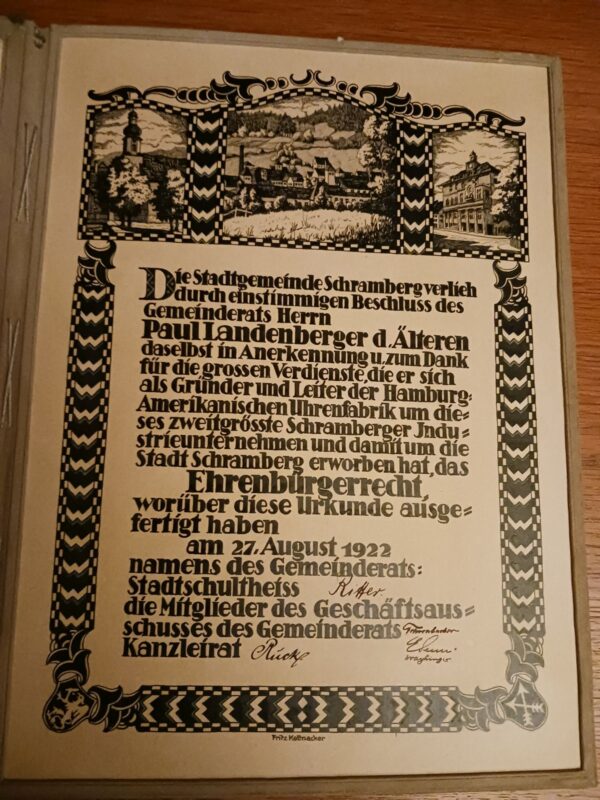 Die Stadtgemeinde Schramberg verlieh
durch einstimmigen Beschluss des
Gemeinderats Herrn
Paul Landenberger d. Älteren
daselbst in Anerkennung u. zum Dank
für die grossen Verdienste, die er sich
als Gründer und Leiter der Hamburg-
Amerikanischen Uhrenfabrik um die-
ses zweitgrösste Schramberger Indu-
strieunternehmen und damit um die
Stadt Schramberg erworben hat, das
Ehrenbürgerrecht,
worüber diese Urkunde ausge-
fertigt haben
am 27. August 1922
namens des Gemeinderats:
Stadtschultheiss Ritter
die Mitglieder des Geschäftsaus-
schusses des Gemeinderats
Kanzleirat